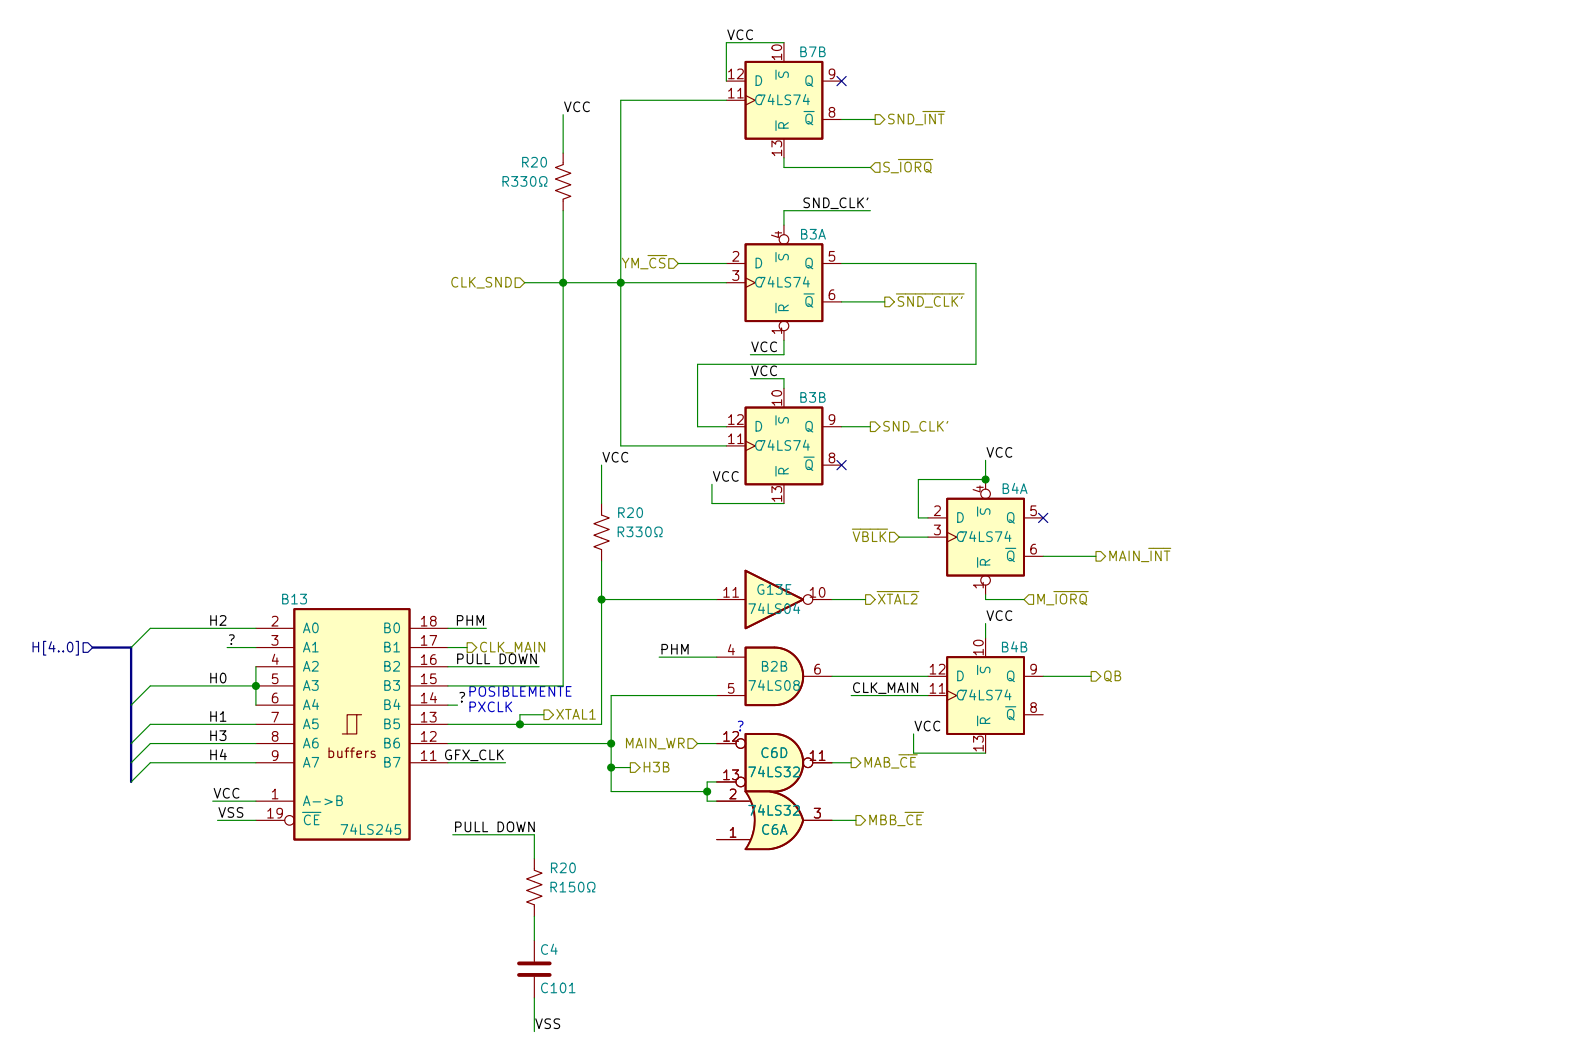 VCC
10
B7B
12
D
S
Q
9
11
C
74LS74
R
Q
8
SND_INT
13
S_IORQ
VCC
R20
R330Ω
SND_CLK'
4
B3A
YM_CS
2
D
S
Q
5
CLK_SND
3
C
74LS74
R
Q
6
SND_CLK'
1
VCC
VCC
10
B3B
12
D
S
Q
9
SND_CLK'
11
C
74LS74
R
Q
8
13
VCC
VCC
R20
R330Ω
VCC
4
B4A
2
D
S
Q
5
VBLK
3
C
74LS74
R
Q
6
MAIN_INT
1
M_IORQ
11
G13E
74LS04
10
XTAL2
VCC
10
B4B
PHM
4
5
B2B
74LS08
6
12
D
S
Q
9
QB
CLK_MAIN
11
C
74LS74
R
Q
8
13
VCC
H[4..0]
B13
H2
2
A0
B0
18
PHM
?
3
A1
B1
17
CLK_MAIN
4
A2
B2
16
PULL DOWN
H0
5
A3
B3
15
6
A4
B4
14
?
POSIBLEMENTE
PXCLK
H1
7
A5
B5
13
XTAL1
H3
8
A6
B6
12
H4
9
A7
B7
11
GFX_CLK
buffers
VCC
1
A->B
VSS
19
CE
74LS245
?
MAIN_WR
12
C6D
74LS32
11
MAB_CE
H3B
13
2
74LS32
C6A
3
MBB_CE
1
PULL DOWN
R20
R150Ω
C4
C101
VSS